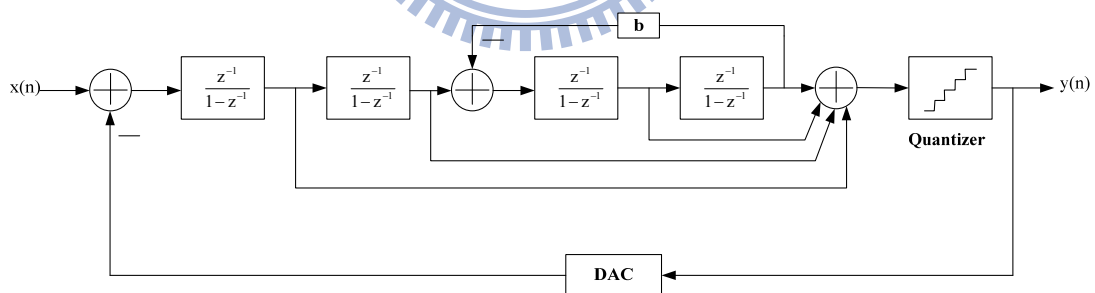 b
x(n)
z⁻¹
1−z⁻¹
z⁻¹
1−z⁻¹
z⁻¹
1−z⁻¹
z⁻¹
1−z⁻¹
y(n)
Quantizer
DAC